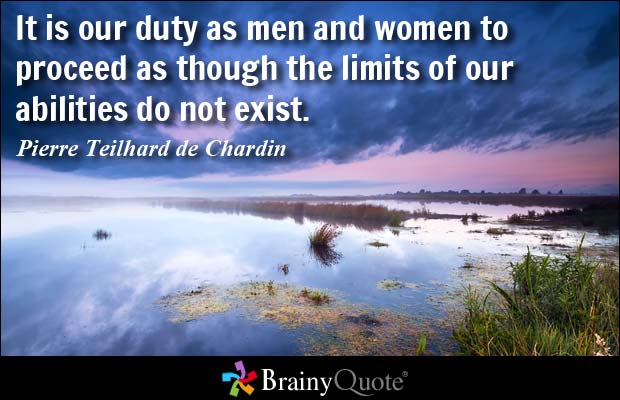 It is our duty as men and women to
proceed as though the limits of our
abilities do not exist.
Pierre Teilhard de Chardin
BrainyQuote®